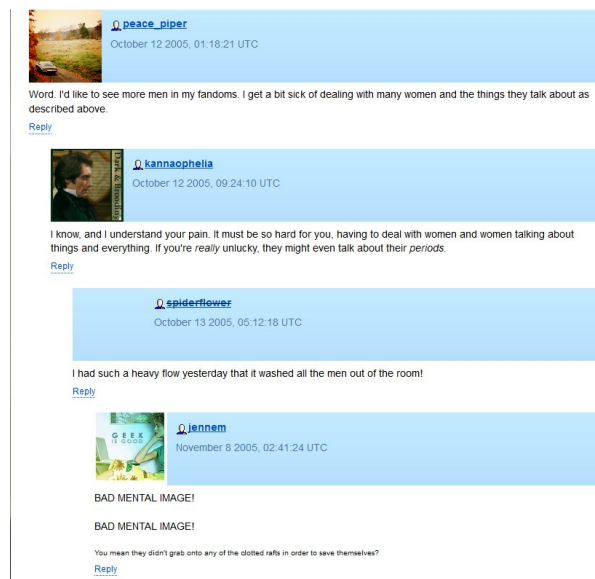 peace_piper
October 12 2005, 01:18:21 UTC
Word. I'd like to see more men in my fandoms. I get a bit sick of dealing with many women and the things they talk about as
described above.
Reply
Dark & Brooding
kannaophelia
October 12 2005, 09:24:10 UTC
I know, and I understand your pain. It must be so hard for you, having to deal with women and women talking about
things and everything. If you're really unlucky, they might even talk about their periods.
Reply
spiderflower
October 13 2005, 05:12:18 UTC
I had such a heavy flow yesterday that it washed all the men out of the room!
Reply
GEEK
IS GOOD
jennem
November 8 2005, 02:41:24 UTC
BAD MENTAL IMAGE!
BAD MENTAL IMAGE!
You mean they didn't grab onto any of the clotted rafts in order to save themselves?
Reply